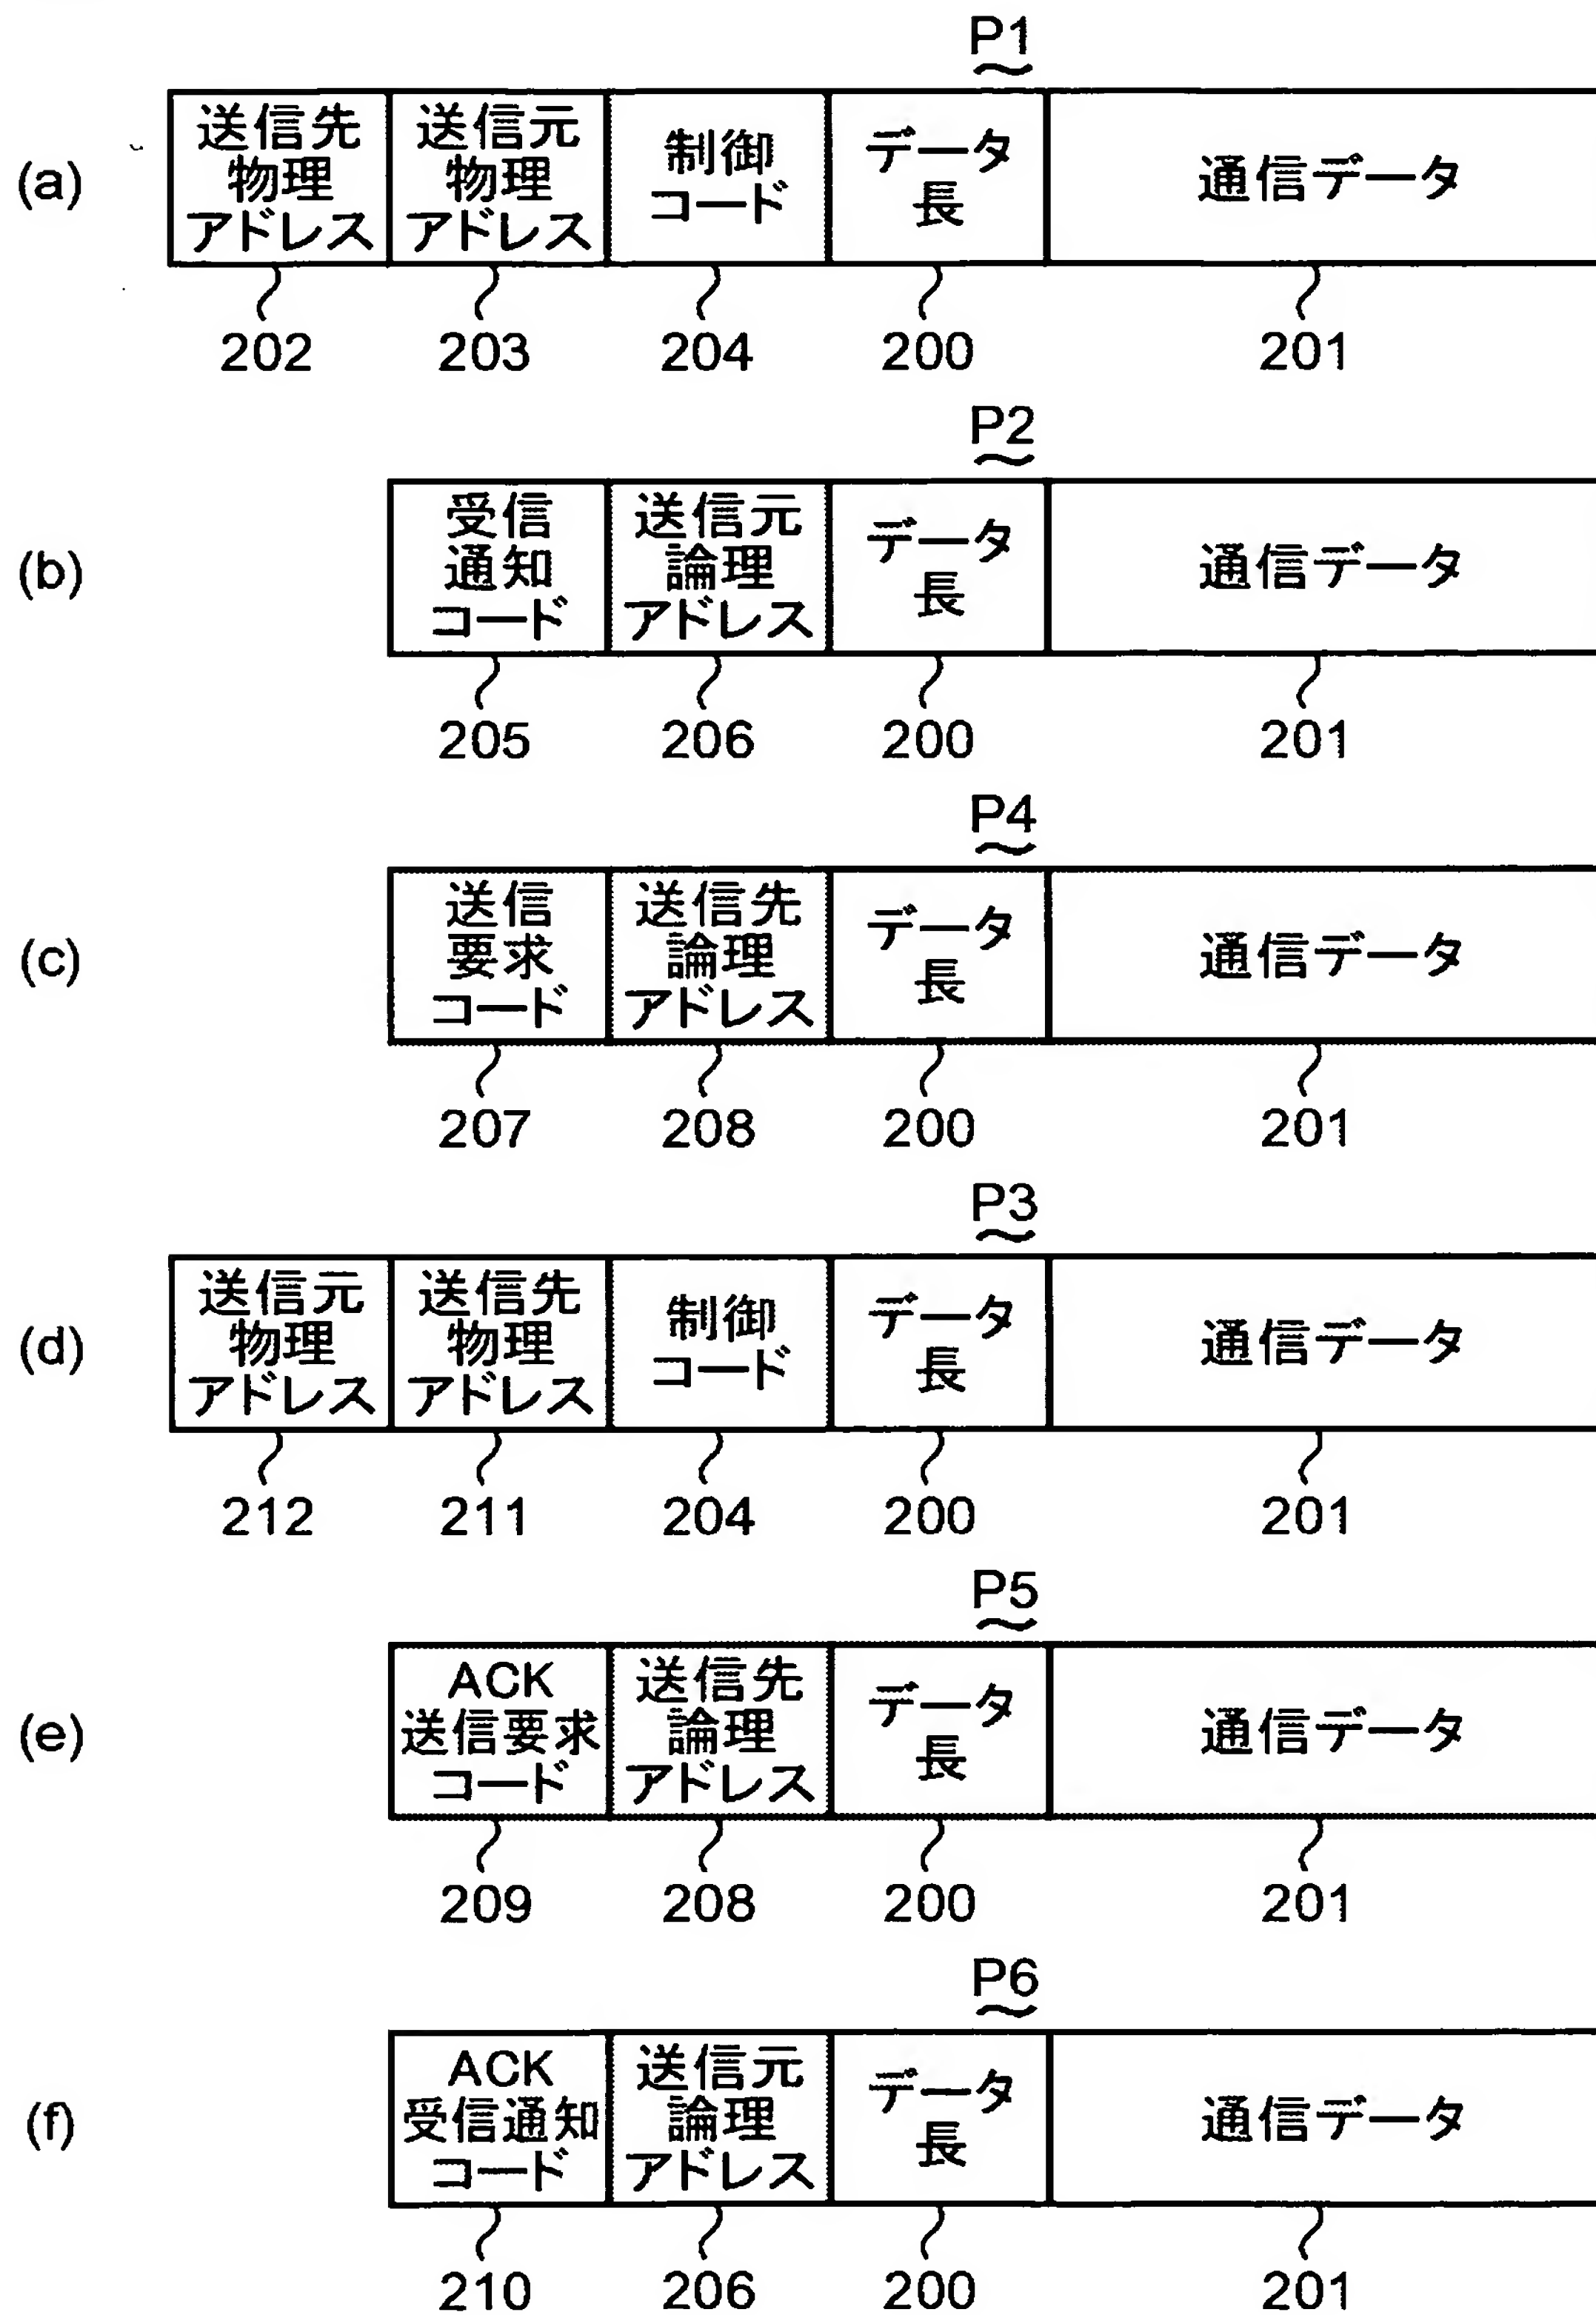 P1
(a)
送信先
物理
アドレス
送信元
物理
アドレス
制御
コード
データ
長
通信データ
202
203
204
200
201
P2
(b)
受信
通知
コード
送信元
論理
アドレス
データ
長
通信データ
205
206
200
201
P4
(c)
送信
要求
コード
送信先
論理
アドレス
データ
長
通信データ
207
208
200
201
P3
(d)
送信元
物理
アドレス
送信先
物理
アドレス
制御
コード
データ
長
通信データ
212
211
204
200
201
P5
(e)
ACK
送信要求
コード
送信先
論理
アドレス
データ
長
通信データ
209
208
200
201
P6
(f)
ACK
受信通知
コード
送信元
論理
アドレス
データ
長
通信データ
210
206
200
201